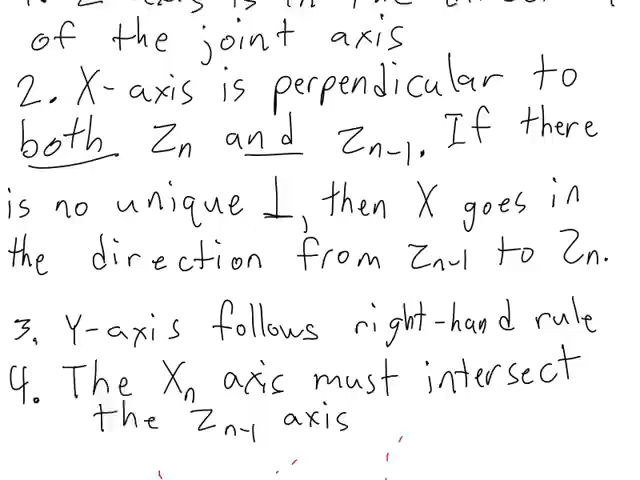 of the joint axis
2. X-axis is perpendicular to
both Zn and Zn-1. If there
is no unique ⊥, then X goes in
the direction from Zn-1 to Zn.
3. Y-axis follows right-hand rule
4. The Xn axis must intersect
the Zn-1 axis